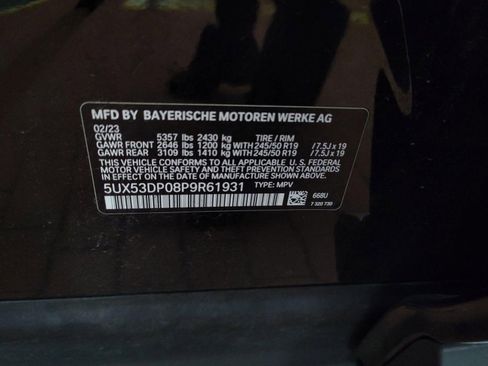 MFD BY BAYERISCHE MOTOREN WERKE AG
02/23
GVWR 5357 lbs 2430 kg TIRE / RIM
GAWR FRONT 2646 lbs 1200 kg WITH 245/50 R19 / 7.5J x 19
GAWR REAR 3109 lbs 1410 kg WITH 245/50 R19 / 7.5J x 19
THIS VEHICLE CONFORMS TO ALL APPLICABLE FEDERAL
MOTOR VEHICLE SAFETY AND THEFT PREVENTION
STANDARDS IN EFFECT ON THE DATE OF
MANUFACTURE SHOWN ABOVE.
5UX53DP08P9R61931 TYPE: MPV
668U
7 320 733